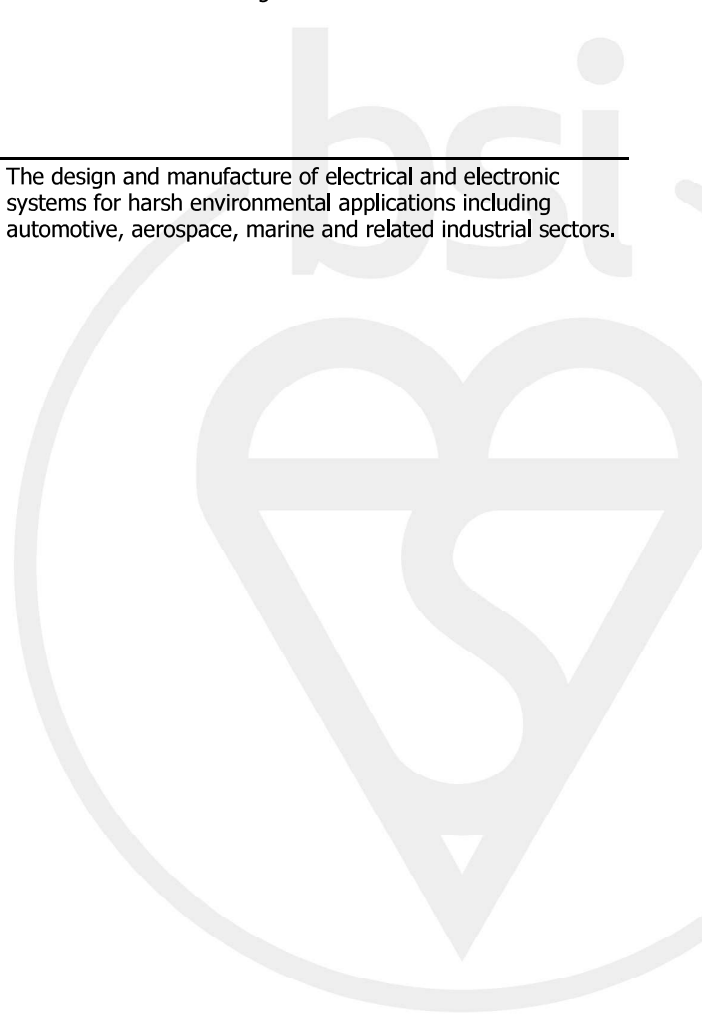 bsi
The design and manufacture of electrical and electronic
systems for harsh environmental applications including
automotive, aerospace, marine and related industrial sectors.